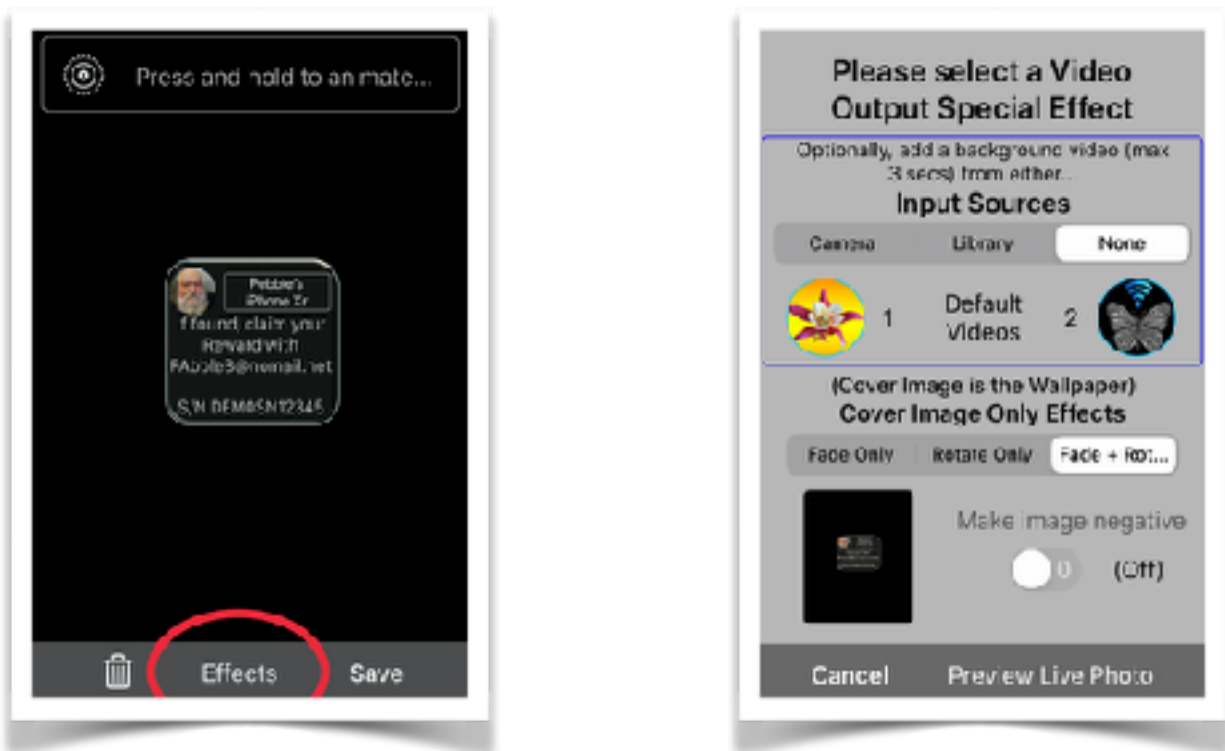 Press and hold to animate...
iPhone
If found, claim your
Reward with
S/N DEMOSN12345
Effects
Save
Please select a Video
Output Special Effect
Optionally, add a background video (max
3 secs) from either...
Input Sources
Camera
Library
None
1
Default
Videos
2
(Cover Image is the Wallpaper)
Cover Image Only Effects
Fade Only
Rotate Only
Fade + Rot...
Make image negative
(Off)
Cancel
Preview Live Photo